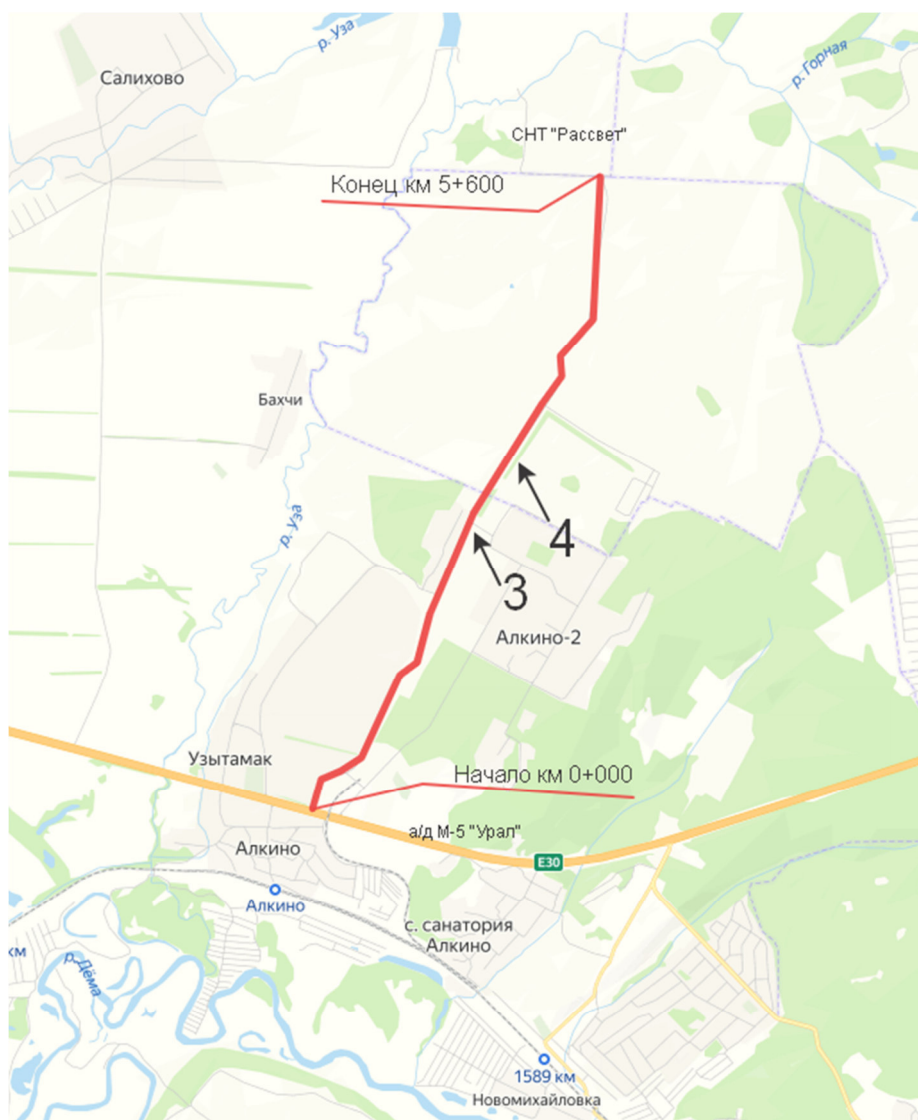 р. Уза
Салихово
р. Горная
СНТ "Рассвет"
Конец км 5+600
Бахчи
р. Уза
4
3
Алкино-2
Узытамак
Начало км 0+000
а/д М-5 "Урал"
Алкино
E30
Алкино
с. санатория
Алкино
км
р. Дёма
1589 км
Новомихайловка